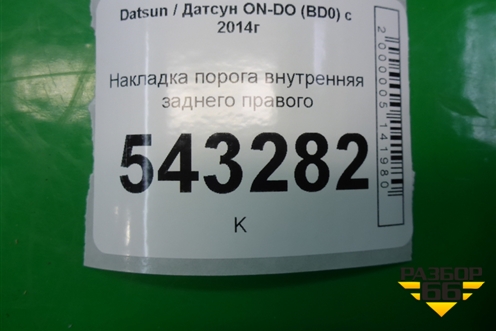 Datsun / Датсун ON-DO (BD0) с
2014г
Накладка порога внутренняя
заднего правого
543282
К
2000005141980
РАЗБОР
66